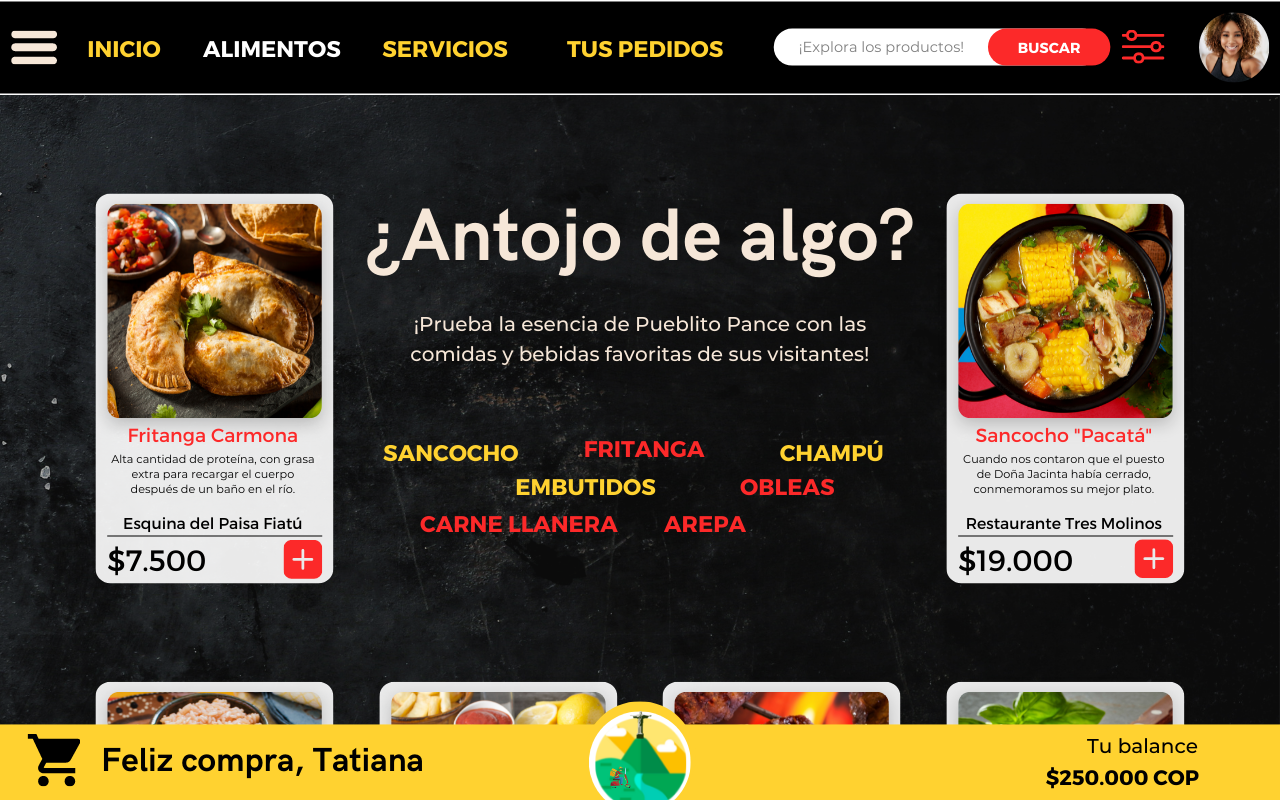 INICIO
ALIMENTOS
SERVICIOS
TUS PEDIDOS
¡Explora los productos!
BUSCAR
¿Antojo de algo?
¡Prueba la esencia de Pueblito Pance con las
comidas y bebidas favoritas de sus visitantes!
SANCOCHO
FRITANGA
CHAMPÚ
EMBUTIDOS
OBLEAS
CARNE LLANERA
AREPA
Fritanga Carmona
Alta cantidad de proteína, con grasa
extra para recargar el cuerpo
después de un baño en el río.
Esquina del Paisa Fiatú
$7.500
Sancocho "Pacatá"
Cuando nos contaron que el puesto
de Doña Jacinta había cerrado,
conmemoramos su mejor plato.
Restaurante Tres Molinos
$19.000
Feliz compra, Tatiana
Tu balance
$250.000 COP